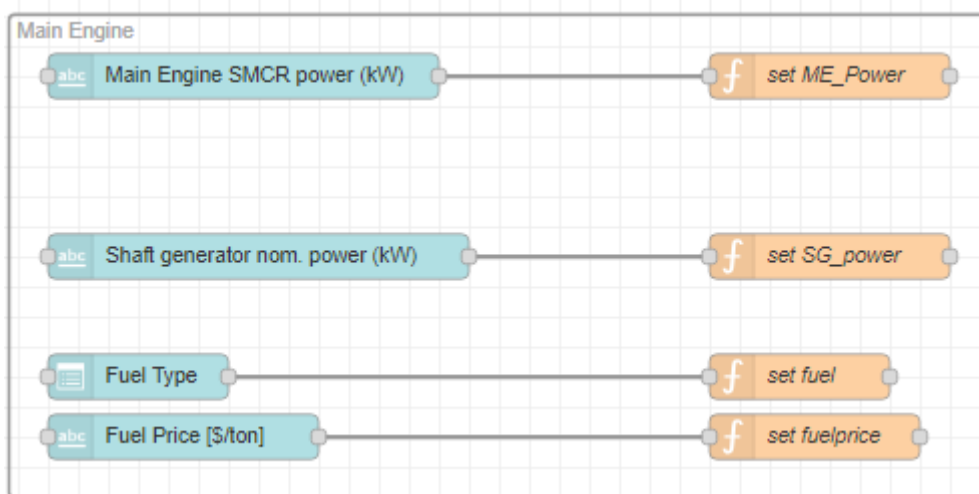 Main Engine
abc Main Engine SMCR power (kW)
set ME_Power
abc Shaft generator nom. power (kW)
set SG_power
Fuel Type
set fuel
abc Fuel Price [$/ton]
set fuelprice